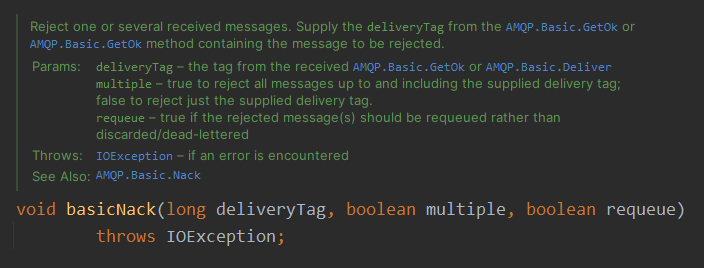 Reject one or several received messages. Supply the deliveryTag from the AMQP.Basic.GetOk or
AMQP.Basic.GetOk method containing the message to be rejected.
Params: deliveryTag – the tag from the received AMQP.Basic.GetOk or AMQP.Basic.Deliver
multiple – true to reject all messages up to and including the supplied delivery tag;
false to reject just the supplied delivery tag.
requeue – true if the rejected message(s) should be requeued rather than
discarded/dead-lettered
Throws: IOException – if an error is encountered
See Also: AMQP.Basic.Nack
void basicNack(long deliveryTag, boolean multiple, boolean requeue)
throws IOException;